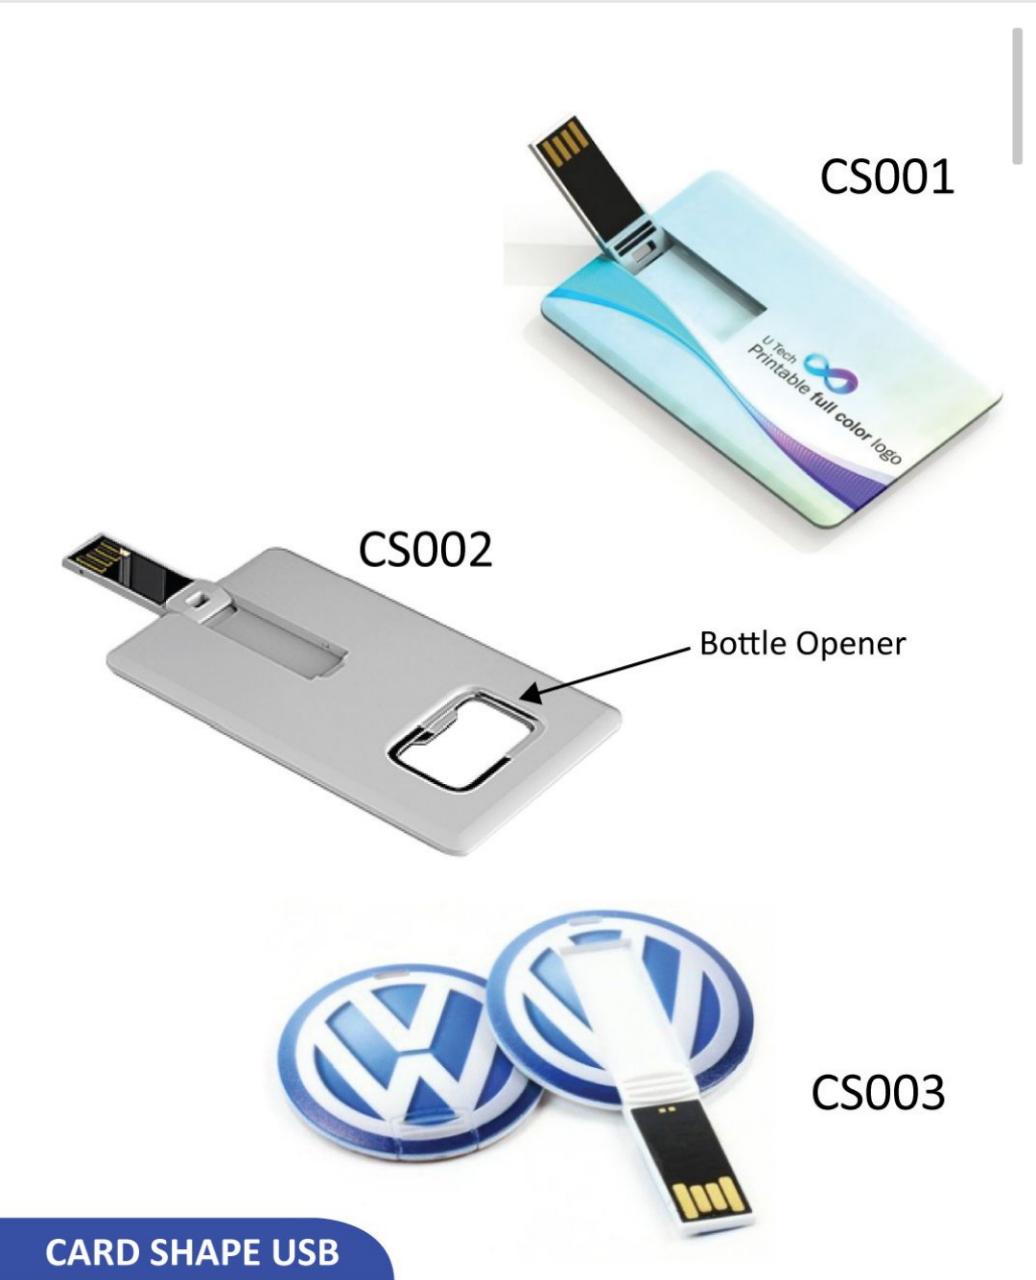 CS001
U Tech
Printable full color logo
CS002
Bottle Opener
CS003
CARD SHAPE USB